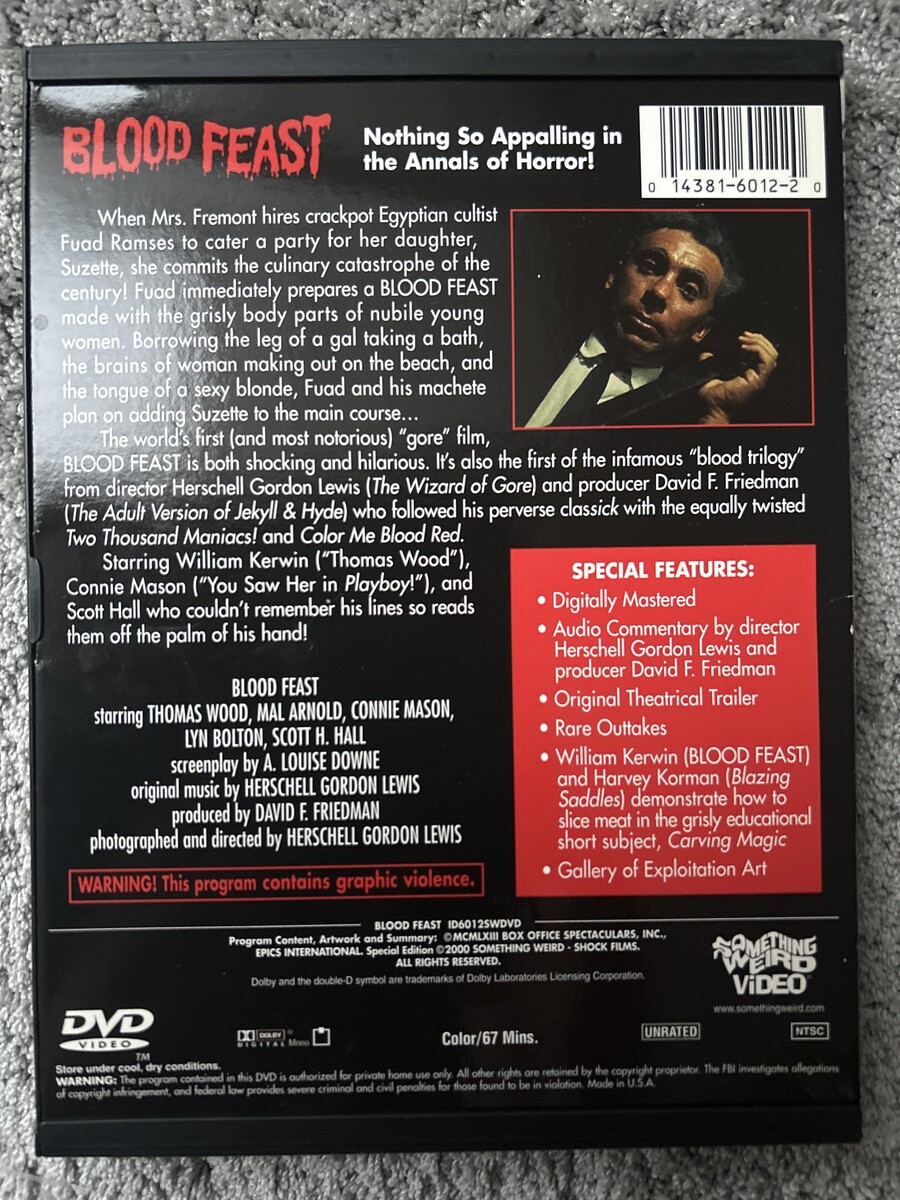 BLOOD FEAST
Nothing So Appalling in
the Annals of Horror!
0 14381-6012-2 0
When Mrs. Fremont hires crackpot Egyptian cultist
Fuad Ramses to cater a party for her daughter,
Suzette, she commits the culinary catastrophe of the
century! Fuad immediately prepares a BLOOD FEAST
made with the grisly body parts of nubile young
women. Borrowing the leg of a gal taking a bath,
the brains of woman making out on the beach, and
the tongue of a sexy blonde, Fuad and his machete
plan on adding Suzette to the main course...
The world's first (and most notorious) "gore" film,
BLOOD FEAST is both shocking and hilarious. It's also the first of the infamous "blood trilogy"
from director Herschell Gordon Lewis (The Wizard of Gore) and producer David F. Friedman
(The Adult Version of Jekyll & Hyde) who followed his perverse classick with the equally twisted
Two Thousand Maniacs! and Color Me Blood Red.
Starring William Kerwin ("Thomas Wood"),
Connie Mason ("You Saw Her in Playboy!"), and
Scott Hall who couldn't remember his lines so reads
them off the palm of his hand!
BLOOD FEAST
starring THOMAS WOOD, MAL ARNOLD, CONNIE MASON,
LYN BOLTON, SCOTT H. HALL
screenplay by A. LOUISE DOWNE
original music by HERSCHELL GORDON LEWIS
produced by DAVID F. FRIEDMAN
photographed and directed by HERSCHELL GORDON LEWIS
WARNING! This program contains graphic violence.
SPECIAL FEATURES:
• Digitally Mastered
• Audio Commentary by director
Herschell Gordon Lewis and
producer David F. Friedman
• Original Theatrical Trailer
• Rare Outtakes
• William Kerwin (BLOOD FEAST)
and Harvey Korman (Blazing
Saddles) demonstrate how to
slice meat in the grisly educational
short subject, Carving Magic
• Gallery of Exploitation Art
BLOOD FEAST ID6012SWDVD
Program Content, Artwork and Summary: ©MCMLXIII BOX OFFICE SPECTACULARS, INC.,
EPICS INTERNATIONAL. Special Edition ©2000 SOMETHING WEIRD - SHOCK FILMS.
ALL RIGHTS RESERVED.
Dolby and the double-D symbol are trademarks of Dolby Laboratories Licensing Corporation.
SOMETHING
WEIRD
ViDEO
www.somethingweird.com
DVD
VIDEO
TM
DOLBY
DIGITAL Mono
Color/67 Mins.
UNRATED
NTSC
Store under cool, dry conditions.
WARNING: The program contained in this DVD is authorized for private home use only. All other rights are retained by the copyright proprietor. The FBI investigates allegations
of copyright infringement, and federal law provides severe criminal and civil penalties for those found to be in violation. Made in U.S.A.